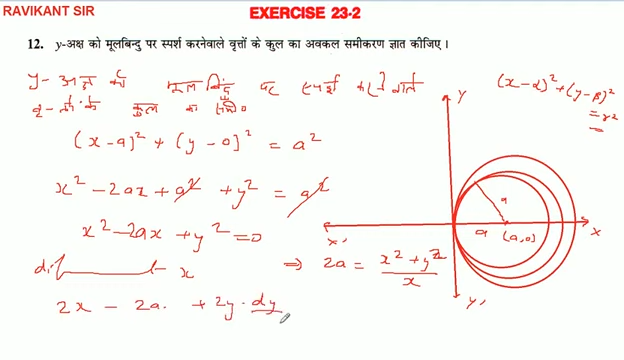 RAVIKANT SIR
EXERCISE 23-2
12. y-अक्ष को मूलबिन्दु पर स्पर्श करनेवाले वृत्तों के कुल का अवकल समीकरण ज्ञात कीजिए।
y - अक्ष को मूल बिंदु पर स्पर्श करने वाले
वृत्तों के कुल का समी०
(x-α)² + (y-β)²
= r²
(x-a)² + (y-0)² = a²
x² - 2ax + a² + y² = a²
x² - 2ax + y² = 0
x
⇒ 2a = x² + y² / x
2x - 2a. + 2y. dy
Y
a
a (a,0)
X' X
Y'